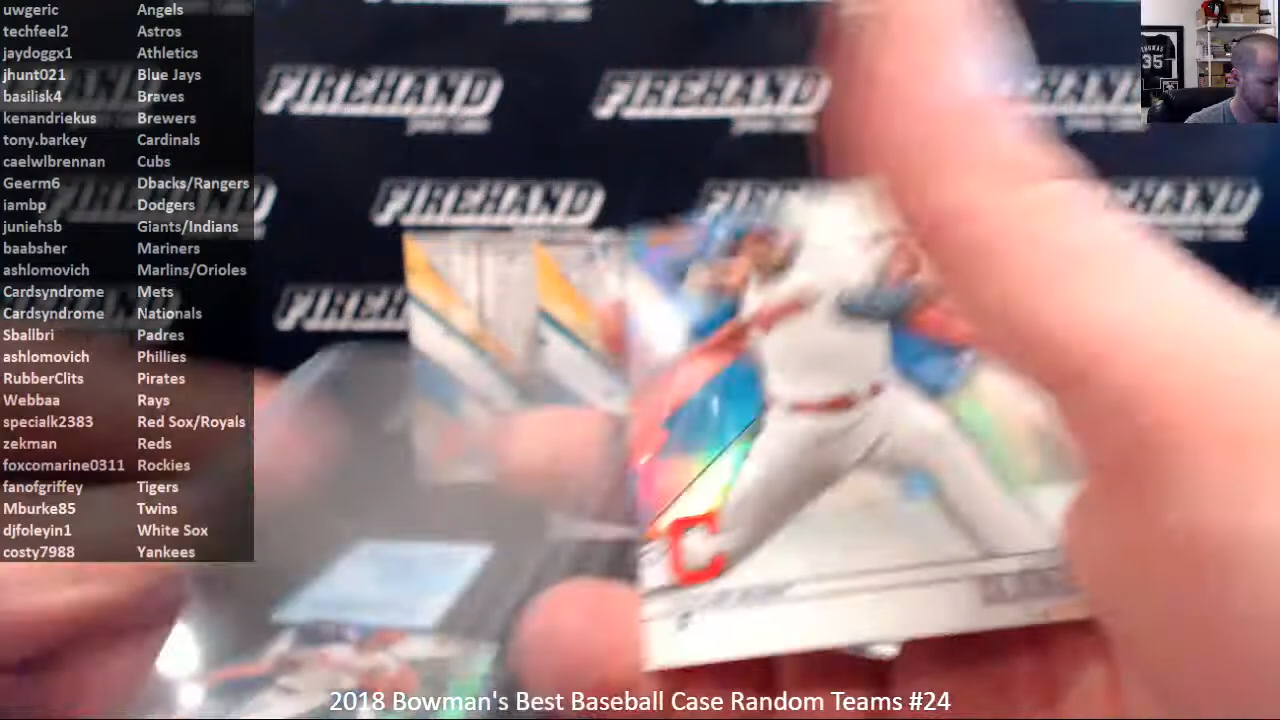 uwgeric Angels
techfeel2 Astros
jaydoggx1 Athletics
jhunt021 Blue Jays
basilisk4 Braves
kenandriekus Brewers
tony.barkey Cardinals
caelwlbrennan Cubs
Geerm6 Dbacks/Rangers
iambp Dodgers
juniehsb Giants/Indians
baabsher Mariners
ashlomovich Marlins/Orioles
Cardsyndrome Mets
Cardsyndrome Nationals
Sballbri Padres
ashlomovich Phillies
RubberClits Pirates
Webbaa Rays
specialk2383 Red Sox/Royals
zekman Reds
foxcomarine0311 Rockies
fanofgriffey Tigers
Mburke85 Twins
djfoleyin1 White Sox
costy7988 Yankees
FIREHAND FIREHAND
FIREHAND FIREHAND
FIREH
THOMAS
35
C
2018 Bowman's Best Baseball Case Random Teams #24